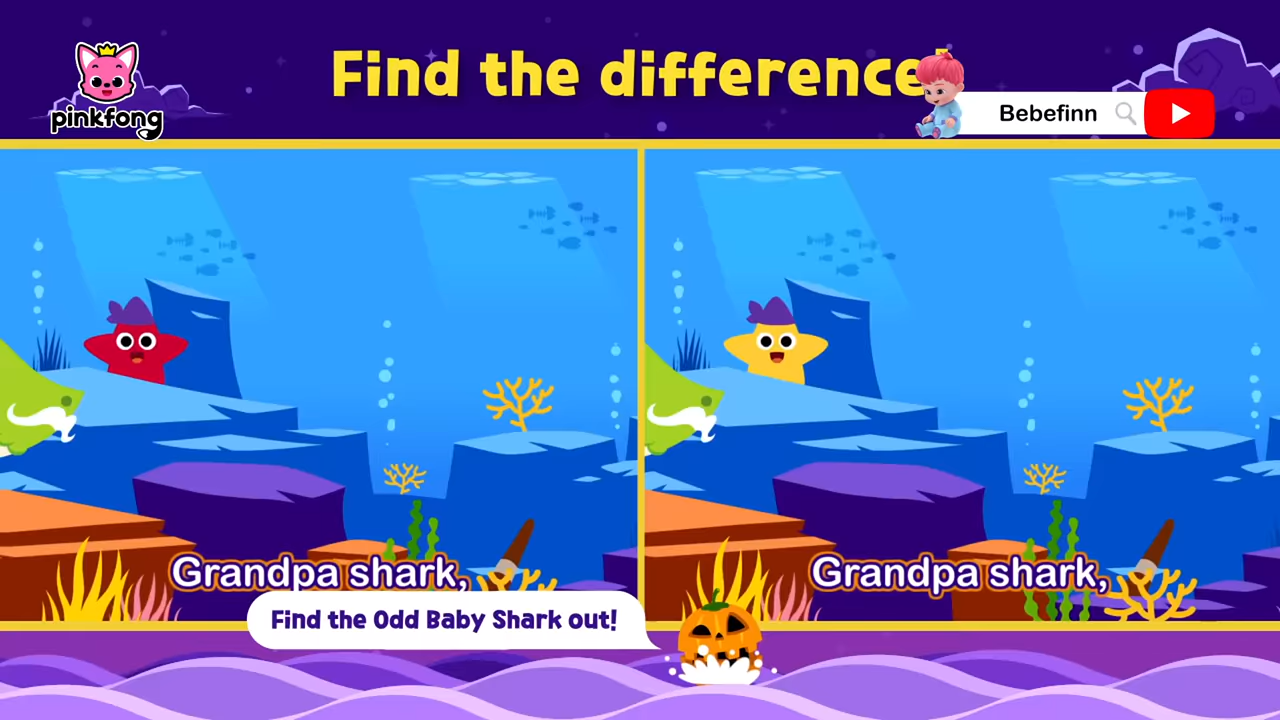 Find the difference
pinkfong
Bebefinn
Grandpa shark,
Grandpa shark,
Find the Odd Baby Shark out!